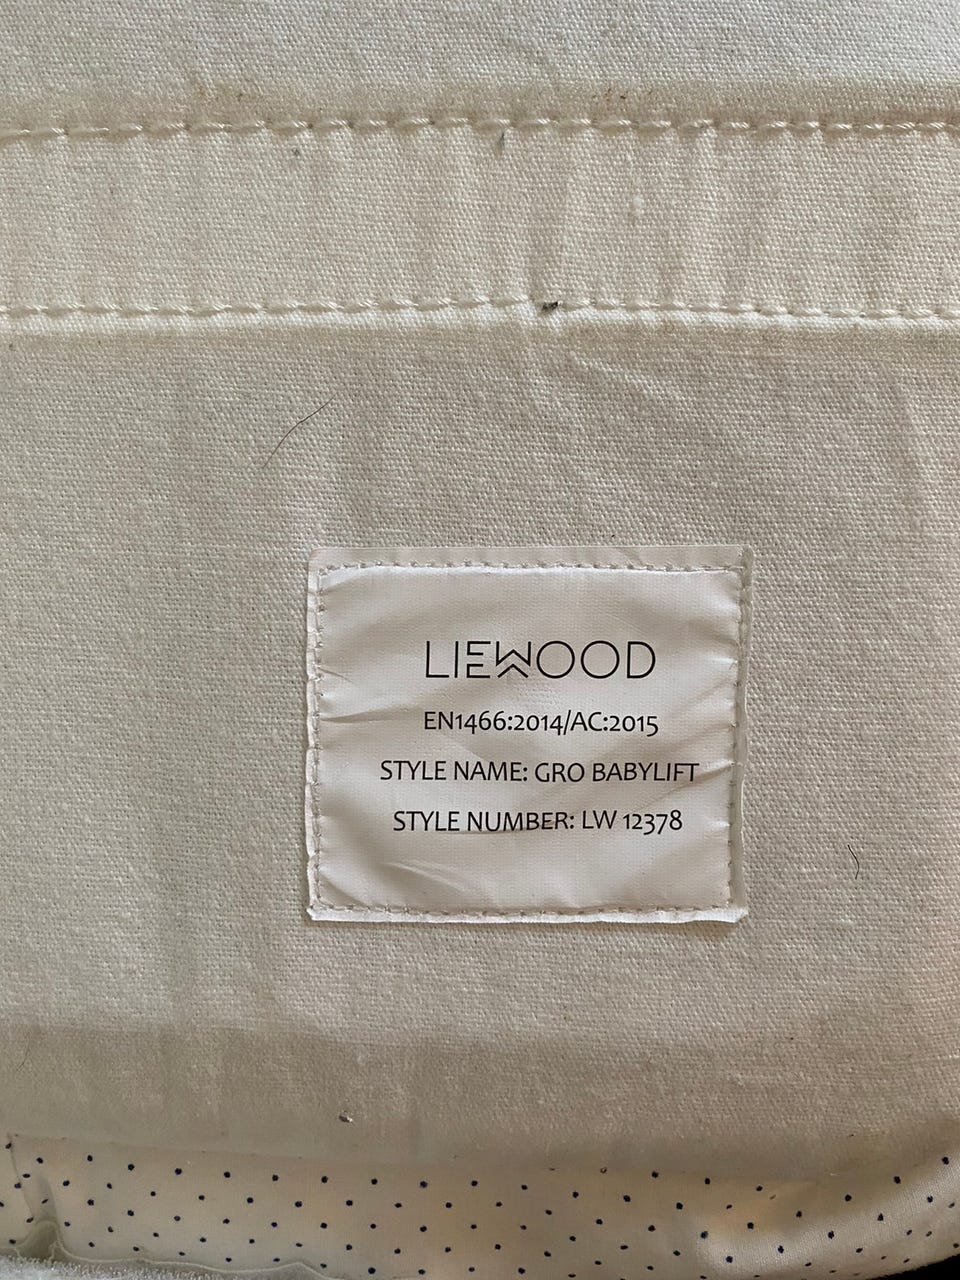 LIEWOOD
EN1466:2014/AC:2015
STYLE NAME: GRO BABYLIFT
STYLE NUMBER: LW 12378